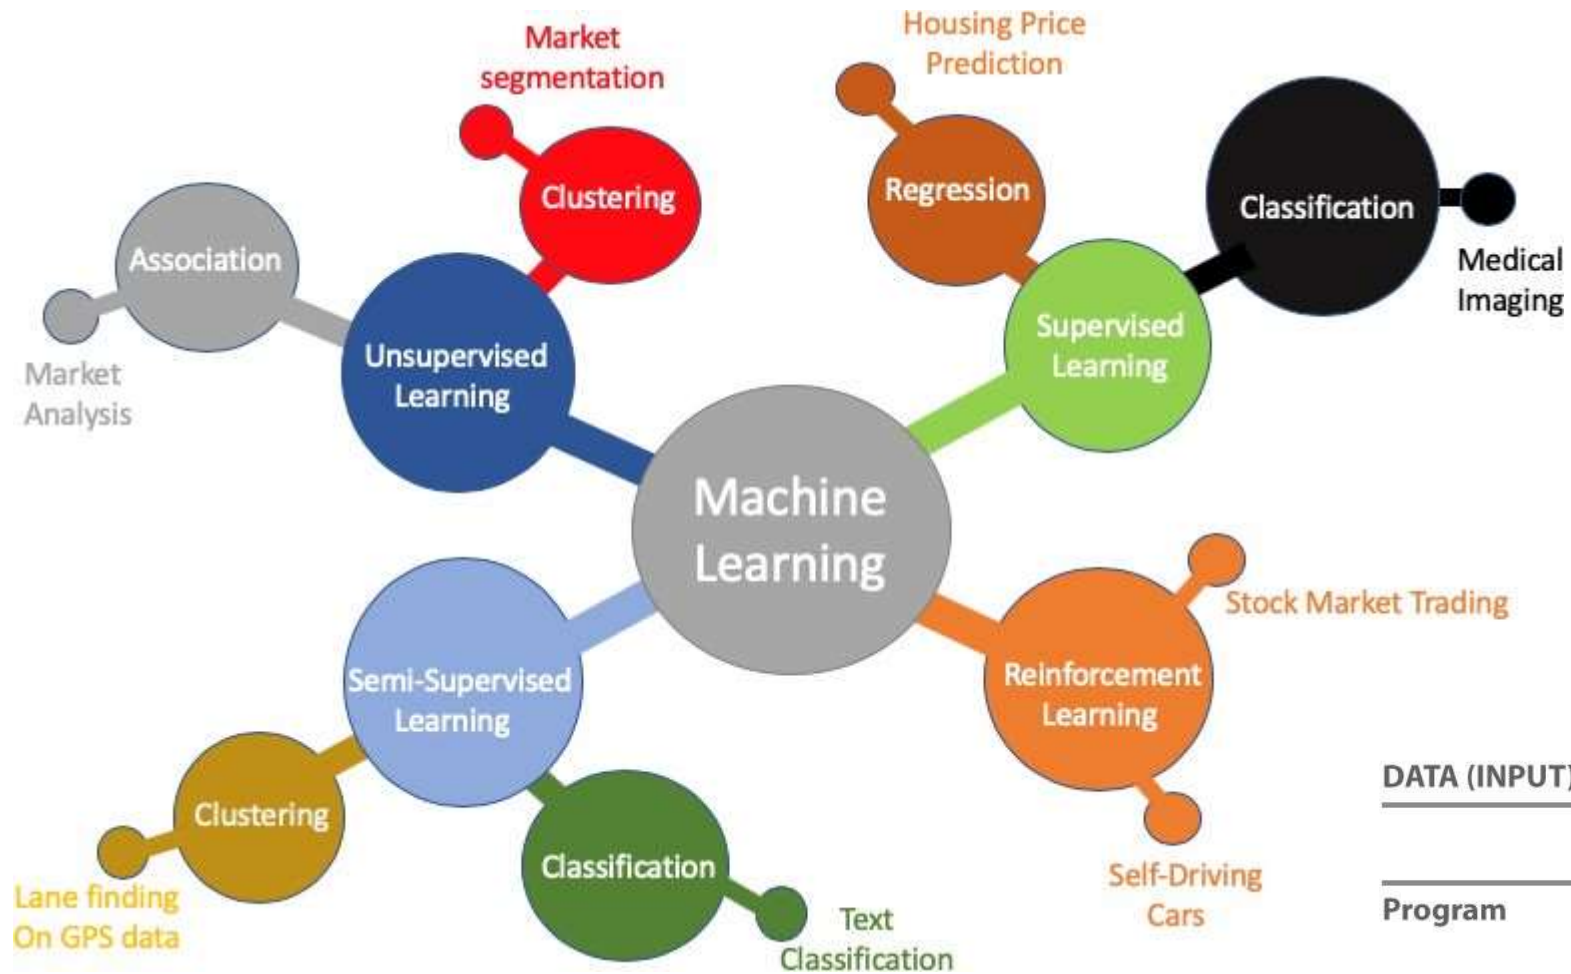 Market
segmentation
Clustering
Association
Market
Analysis
Unsupervised
Learning
Housing Price
Prediction
Regression
Classification
Medical
Imaging
Supervised
Learning
Machine
Learning
Semi-Supervised
Learning
Clustering
Lane finding
On GPS data
Classification
Text
Classification
Reinforcement
Learning
Stock Market Trading
Self-Driving
Cars
DATA (INPUT)
Program